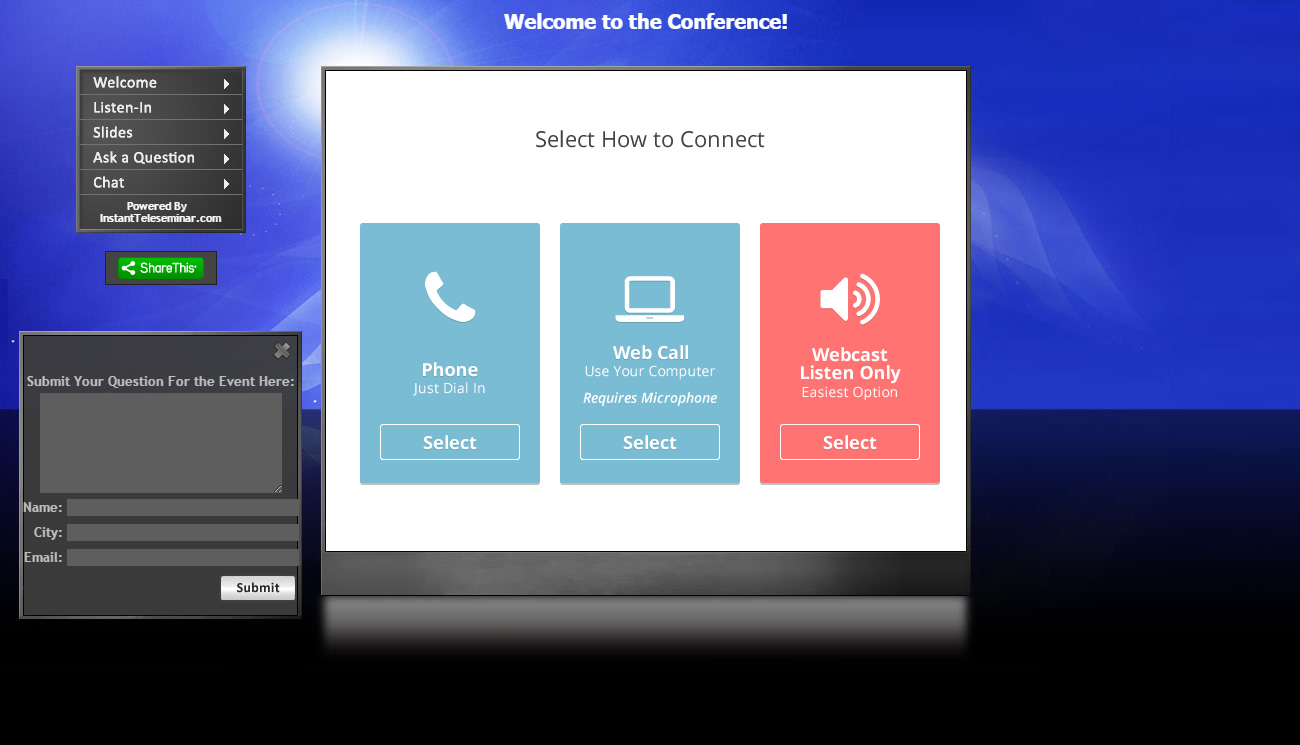 Welcome to the Conference!
Welcome
Listen-In
Slides
Ask a Question
Chat
Powered By
InstantTeleseminar.com
ShareThis
Submit Your Question For the Event Here:
Name:
City:
Email:
Submit
Select How to Connect
Phone
Just Dial In
Select
Web Call
Use Your Computer
Requires Microphone
Select
Webcast
Listen Only
Easiest Option
Select